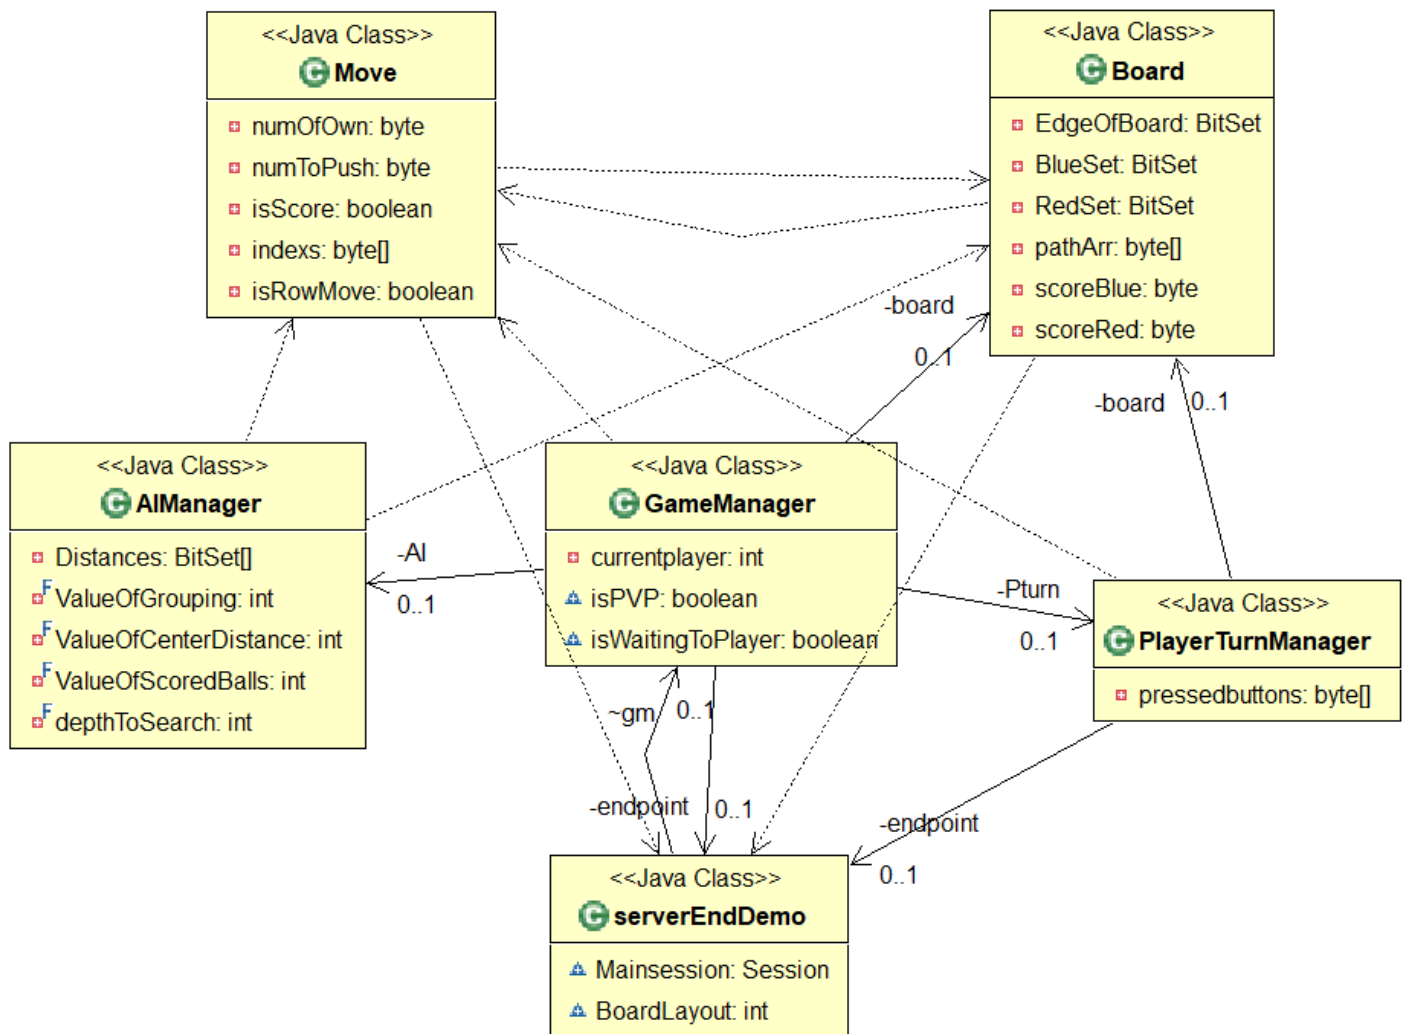 <<Java Class>>
Move
numOfOwn: byte
numToPush: byte
isScore: boolean
indexs: byte[]
isRowMove: boolean
<<Java Class>>
Board
EdgeOfBoard: BitSet
BlueSet: BitSet
RedSet: BitSet
pathArr: byte[]
scoreBlue: byte
scoreRed: byte
-board
0..1
-board
0..1
<<Java Class>>
AIManager
Distances: BitSet[]
F ValueOfGrouping: int
F ValueOfCenterDistance: int
F ValueOfScoredBalls: int
F depthToSearch: int
-AI
0..1
<<Java Class>>
GameManager
currentplayer: int
isPVP: boolean
isWaitingToPlayer: boolean
-Pturn
0..1
<<Java Class>>
PlayerTurnManager
pressedbuttons: byte[]
~gm
0..1
-endpoint
0..1
-endpoint
0..1
<<Java Class>>
serverEndDemo
Mainsession: Session
BoardLayout: int